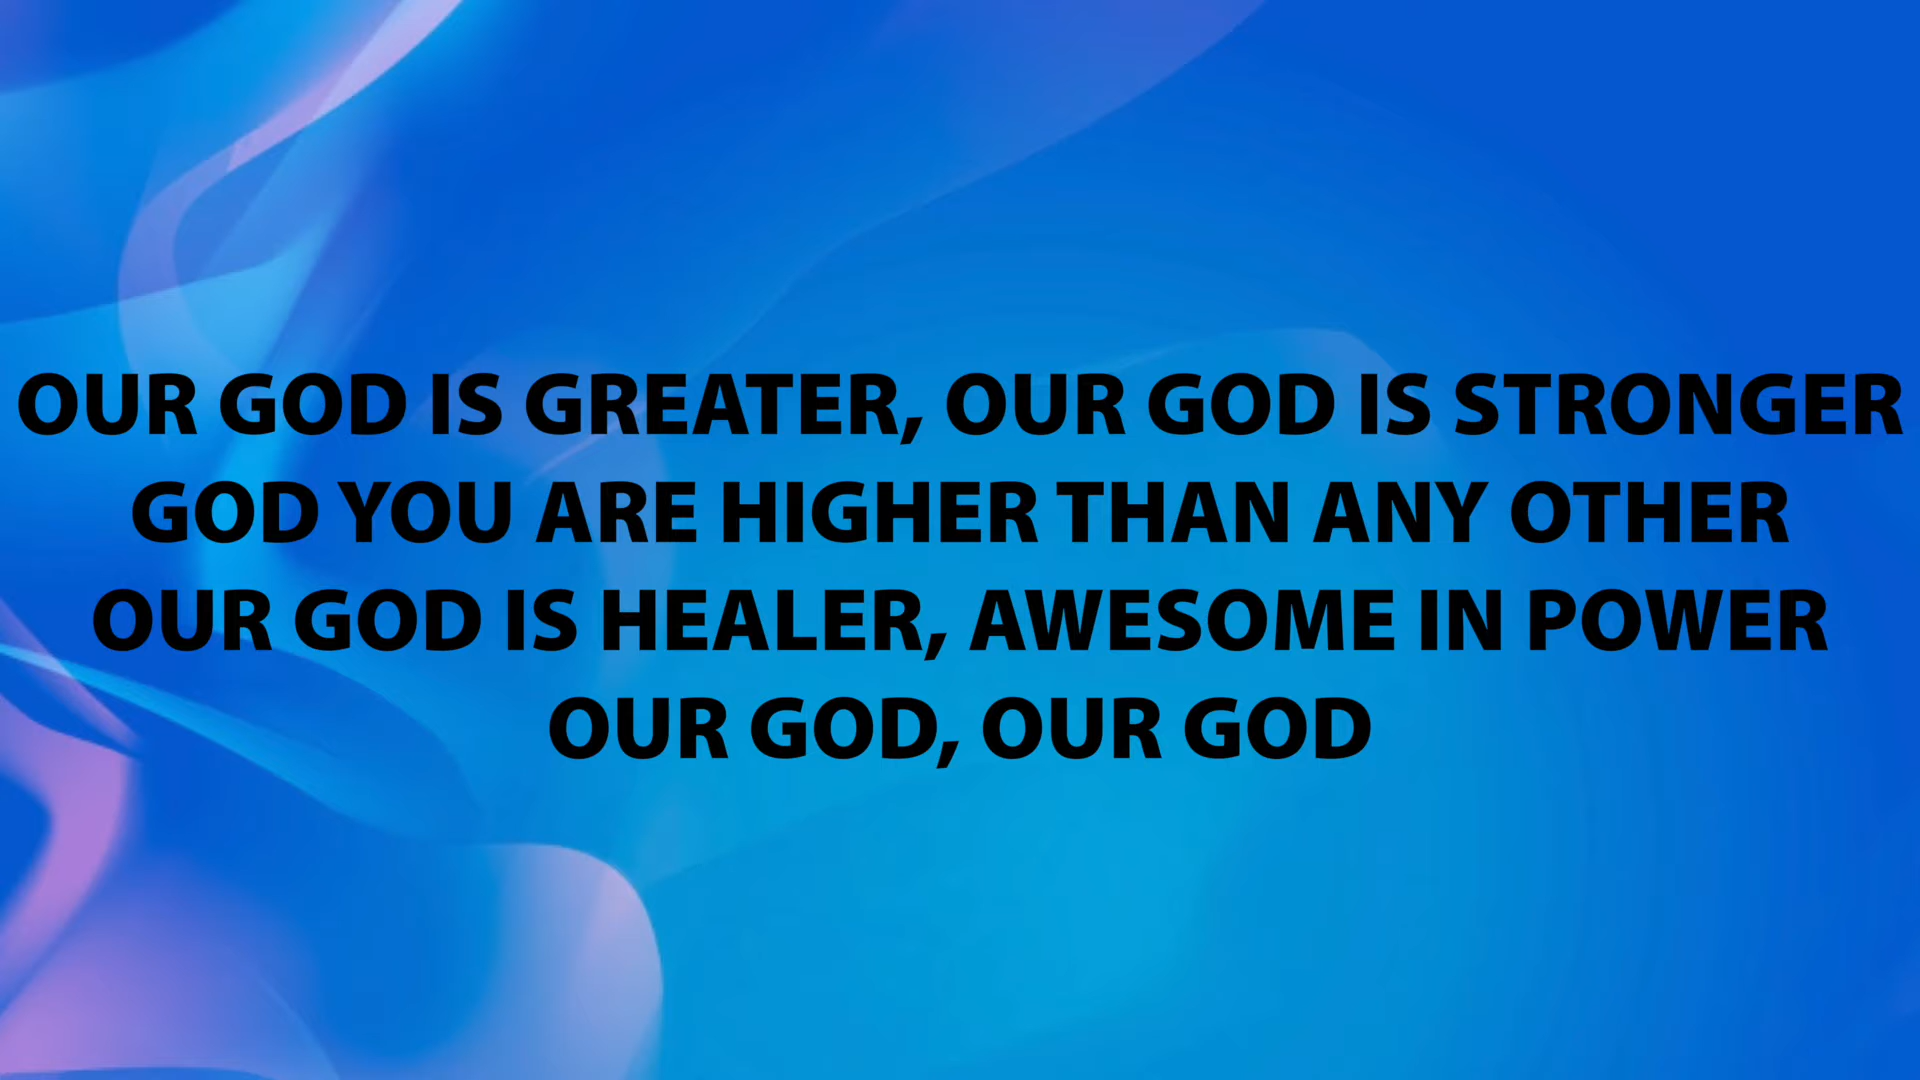 OUR GOD IS GREATER, OUR GOD IS STRONGER
GOD YOU ARE HIGHER THAN ANY OTHER
OUR GOD IS HEALER, AWESOME IN POWER
OUR GOD, OUR GOD